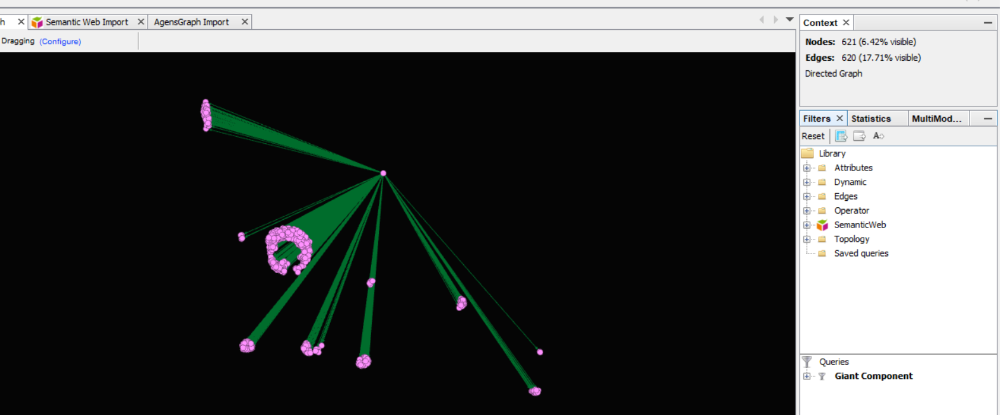 h Semantic Web Import AgensGraph Import
Dragging (Configure)
Context
Nodes: 621 (6.42% visible)
Edges: 620 (17.71% visible)
Directed Graph
Filters Statistics MultiMod...
Reset
Library
Attributes
Dynamic
Edges
Operator
SemanticWeb
Topology
Saved queries
Queries
Giant Component